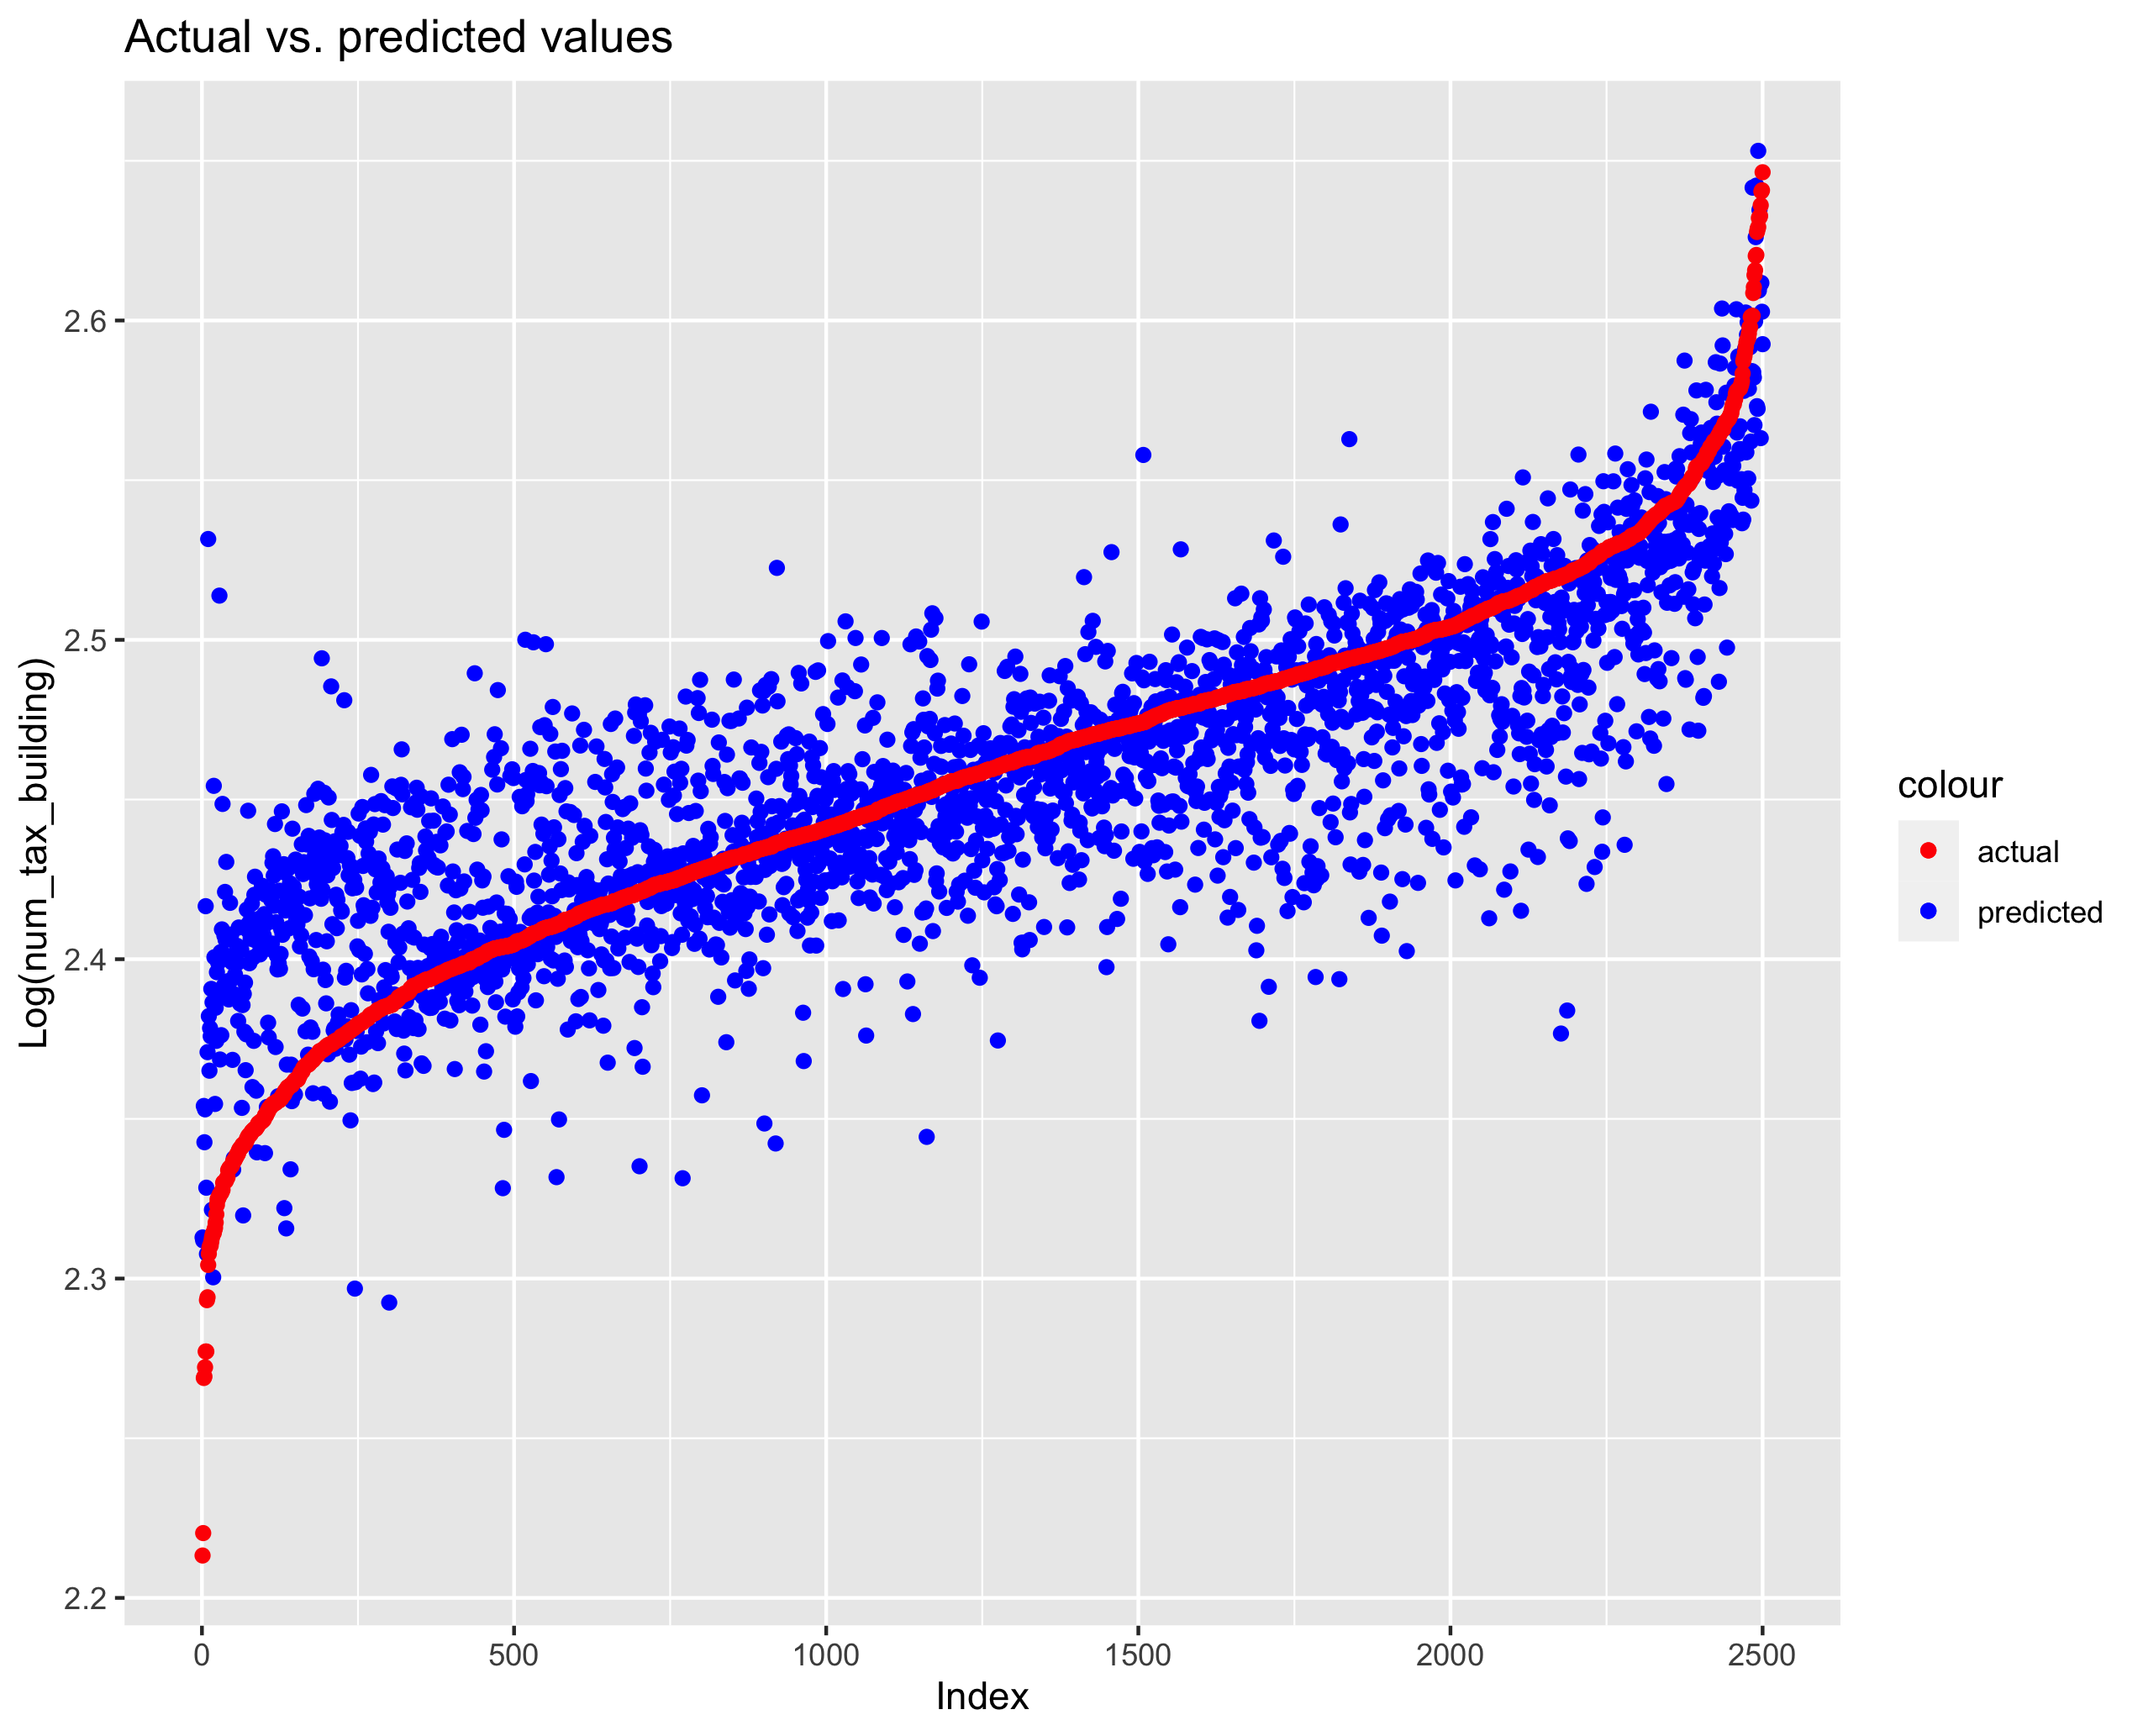 Actual vs. predicted values
Log(num_tax_building)
2.6
2.5
2.4
2.3
2.2
0 500 1000 1500 2000 2500
Index
colour
actual
predicted